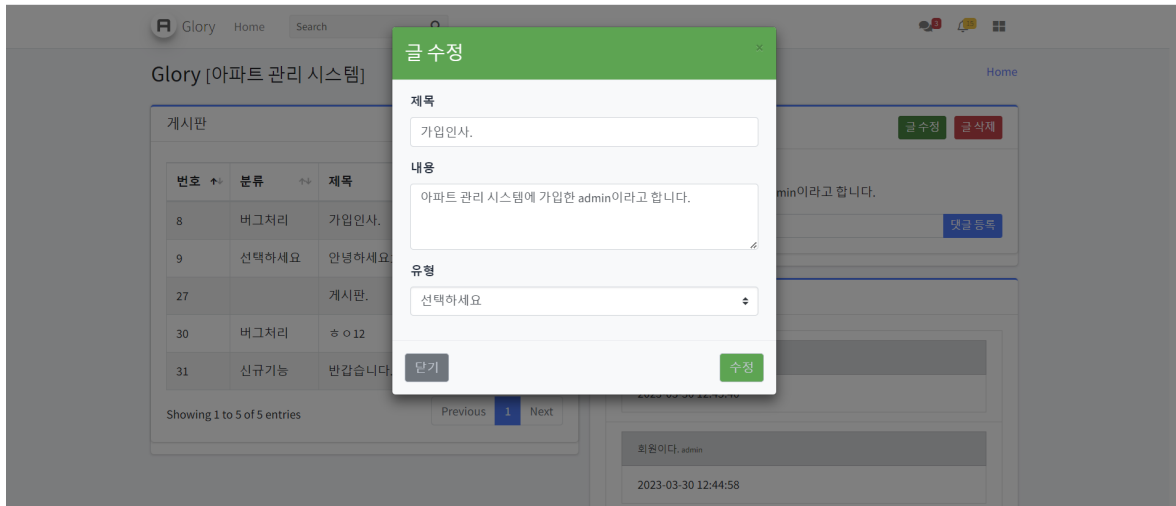 Glory Home Search 5 15
Glory [아파트 관리 시스템] Home
게시판
번호 분류 제목
8 버그처리 가입인사.
9 선택하세요 안녕하세요
27 게시판.
30 버그처리 ㅎㅇ12
31 신규기능 반갑습니다.
Showing 1 to 5 of 5 entries
Previous 1 Next
글 수정 ×
제목
가입인사.
내용
아파트 관리 시스템에 가입한 admin이라고 합니다.
유형
선택하세요
닫기 수정
글 수정 글 삭제
min이라고 합니다.
댓글 등록
회원이다. admin
2023-03-30 12:44:58